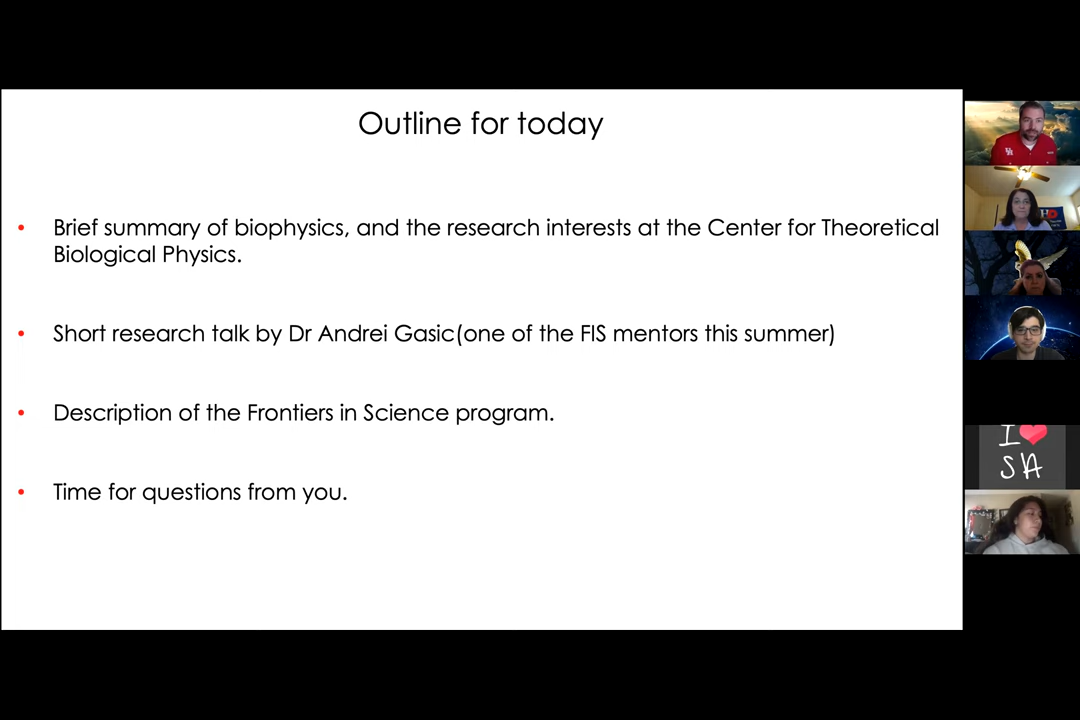 Outline for today
• Brief summary of biophysics, and the research interests at the Center for Theoretical
Biological Physics.
• Short research talk by Dr Andrei Gasic(one of the FIS mentors this summer)
• Description of the Frontiers in Science program.
• Time for questions from you.
I ❤
SA